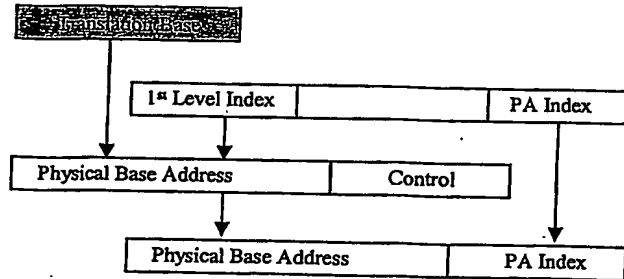 Translation Base
1st Level Index PA Index
Physical Base Address Control
Physical Base Address PA Index